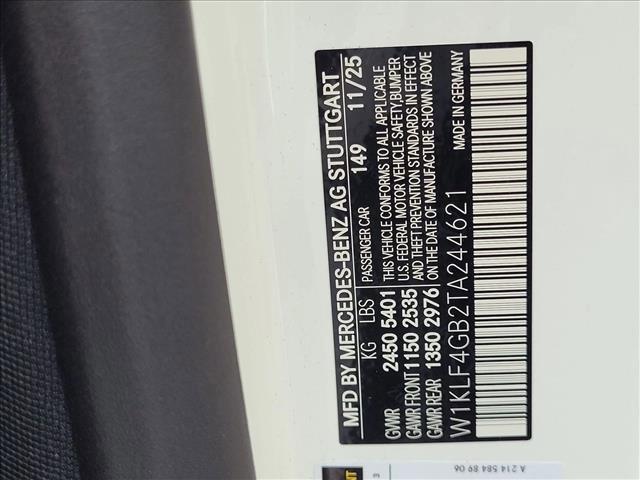 MFD BY MERCEDES-BENZ AG STUTTGART
KG LBS PASSENGER CAR 149 11/25
GVWR 2450 5401 THIS VEHICLE CONFORMS TO ALL APPLICABLE
GAWR FRONT 1150 2535 U.S. FEDERAL MOTOR VEHICLE SAFETY,BUMPER
GAWR REAR 1350 2976 AND THEFT PREVENTION STANDARDS IN EFFECT
ON THE DATE OF MANUFACTURE SHOWN ABOVE
W1KLF4GB2TA244621 MADE IN GERMANY
A 214 584 89 06